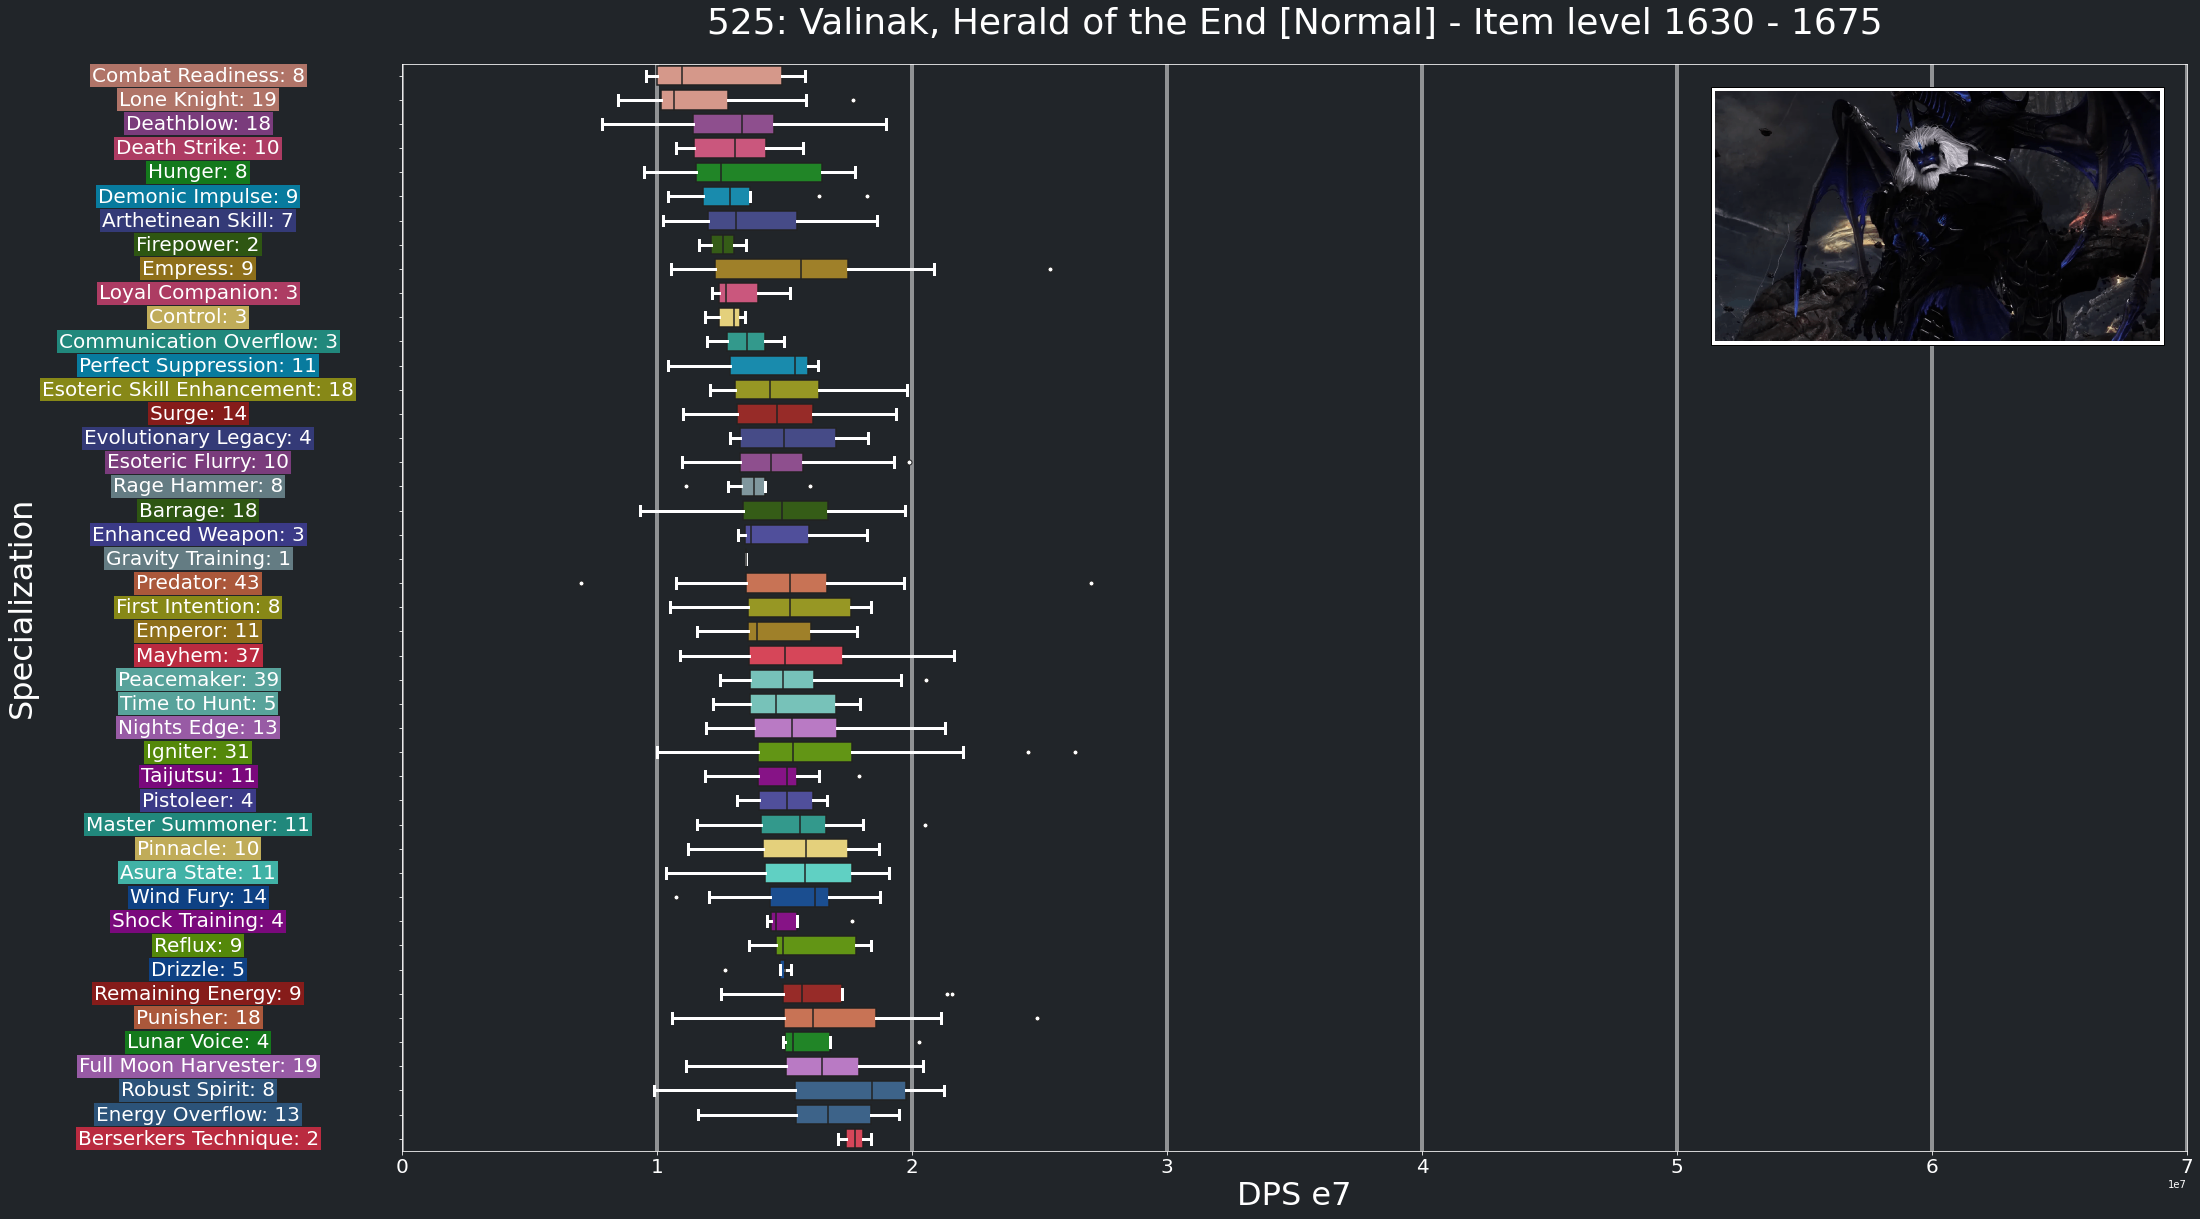 525: Valinak, Herald of the End [Normal] - Item level 1630 - 1675
Combat Readiness: 8
Lone Knight: 19
Deathblow: 18
Death Strike: 10
Hunger: 8
Demonic Impulse: 9
Arthetinean Skill: 7
Firepower: 2
Empress: 9
Loyal Companion: 3
Control: 3
Communication Overflow: 3
Perfect Suppression: 11
Esoteric Skill Enhancement: 18
Surge: 14
Evolutionary Legacy: 4
Esoteric Flurry: 10
Rage Hammer: 8
Barrage: 18
Enhanced Weapon: 3
Gravity Training: 1
Predator: 43
First Intention: 8
Emperor: 11
Mayhem: 37
Peacemaker: 39
Time to Hunt: 5
Nights Edge: 13
Igniter: 31
Taijutsu: 11
Pistoleer: 4
Master Summoner: 11
Pinnacle: 10
Asura State: 11
Wind Fury: 14
Shock Training: 4
Reflux: 9
Drizzle: 5
Remaining Energy: 9
Punisher: 18
Lunar Voice: 4
Full Moon Harvester: 19
Robust Spirit: 8
Energy Overflow: 13
Berserkers Technique: 2
Specialization
0 1 2 3 4 5 6 7
1e7
DPS e7